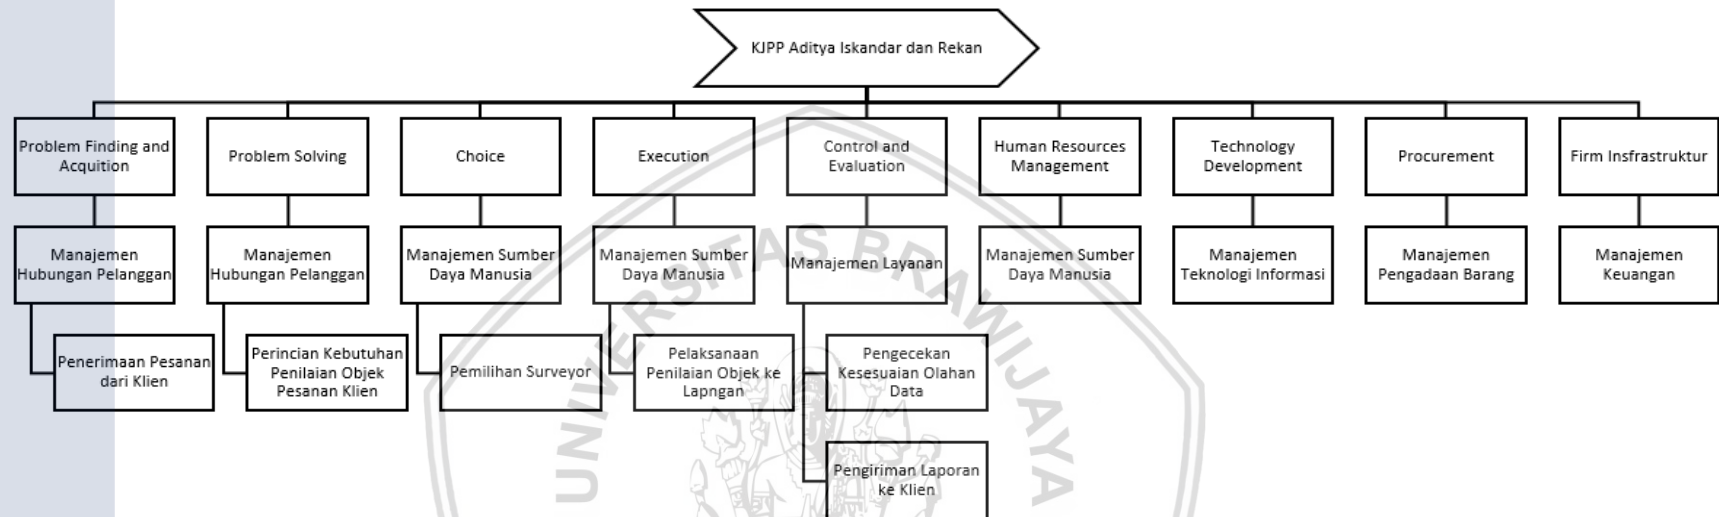 KJPP Aditya Iskandar dan Rekan
Problem Finding and
Acquition
Problem Solving
Choice
Execution
Control and
Evaluation
Human Resources
Management
Technology
Development
Procurement
Firm Insfrastruktur
Manajemen
Hubungan Pelanggan
Manajemen
Hubungan Pelanggan
Manajemen Sumber
Daya Manusia
Manajemen Sumber
Daya Manusia
Manajemen Layanan
Manajemen Sumber
Daya Manusia
Manajemen
Teknologi Informasi
Manajemen
Pengadaan Barang
Manajemen
Keuangan
Penerimaan Pesanan
dari Klien
Perincian Kebutuhan
Penilaian Objek
Pesanan Klien
Pemilihan Surveyor
Pelaksanaan
Penilaian Objek ke
Lapngan
Pengecekan
Kesesuaian Olahan
Data
Pengiriman Laporan
ke Klien
UNIVERSITAS BRAWIJAYA